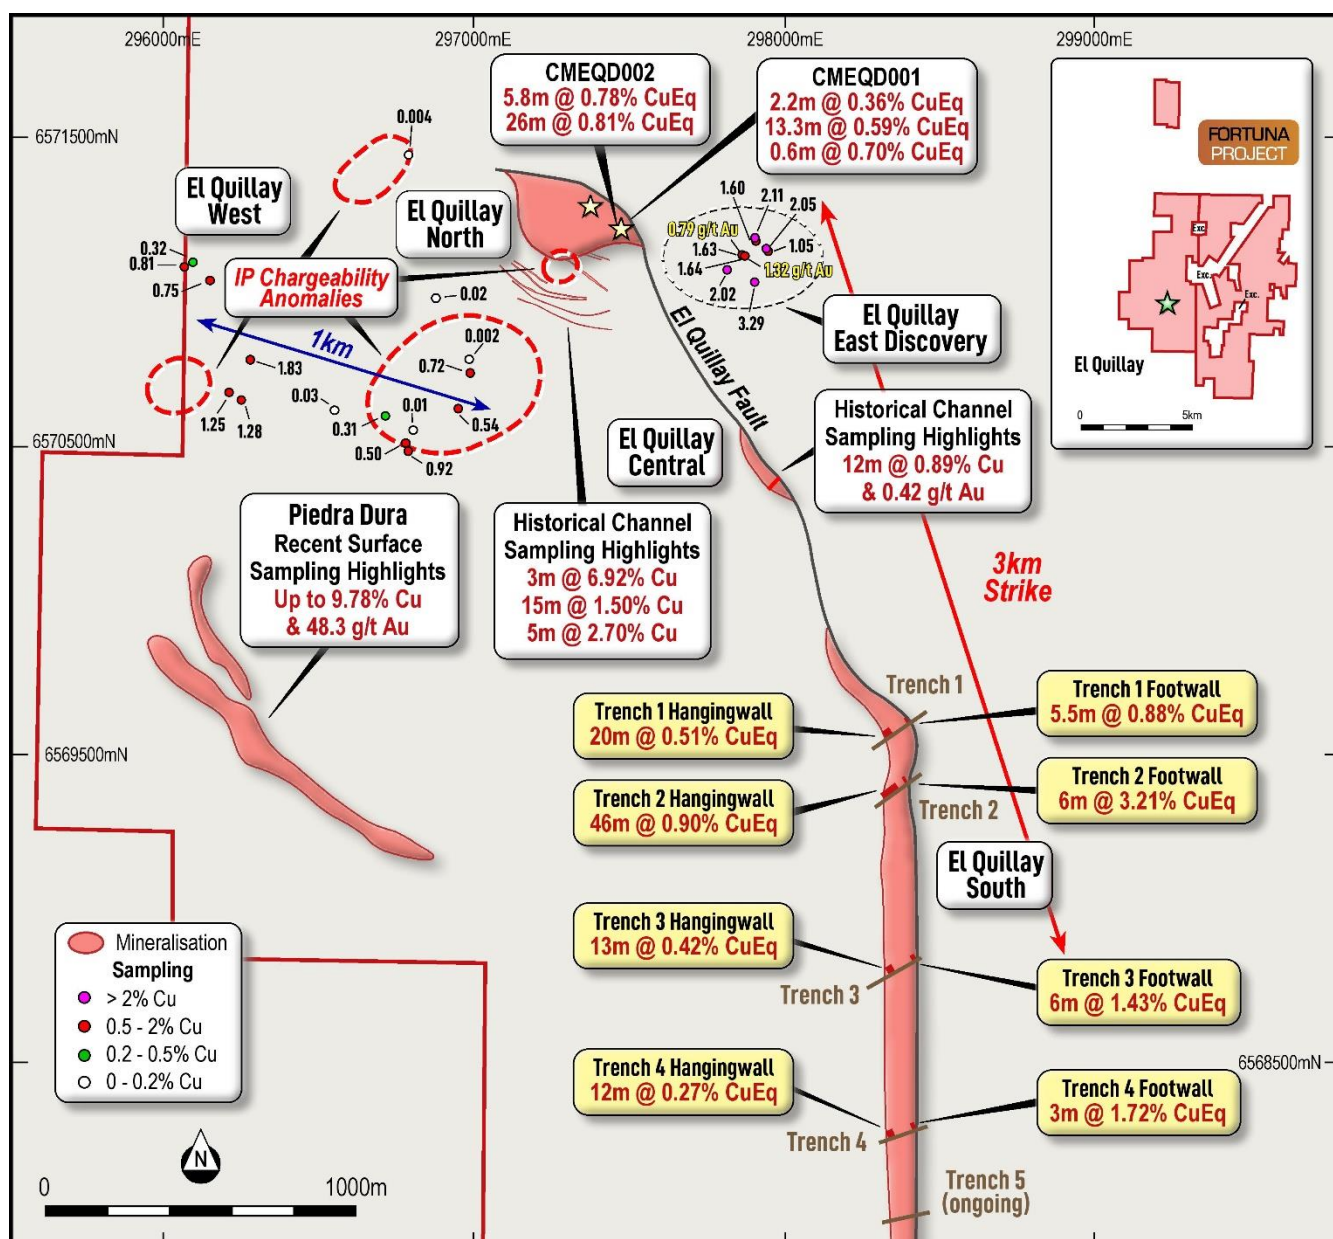 296000mE
297000mE
298000mE
299000mE
6571500mN
6570500mN
6569500mN
6568500mN
CMEQD002
5.8m @ 0.78% CuEq
26m @ 0.81% CuEq
CMEQD001
2.2m @ 0.36% CuEq
13.3m @ 0.59% CuEq
0.6m @ 0.70% CuEq
FORTUNA
PROJECT
Exc.
Exc.
Exc.
El Quillay
0
5km
0.004
El Quillay
West
El Quillay
North
0.32
0.81
0.75
IP Chargeability
Anomalies
0.02
1km
0.002
0.72
1.83
0.03
0.01
0.31
0.54
1.25
1.28
0.50
0.92
1.60
2.11
2.05
0.79 g/t Au
1.63
1.05
1.64
1.32 g/t Au
2.02
3.29
El Quillay
East Discovery
El Quillay Fault
El Quillay
Central
Historical Channel
Sampling Highlights
12m @ 0.89% Cu
& 0.42 g/t Au
Piedra Dura
Recent Surface
Sampling Highlights
Up to 9.78% Cu
& 48.3 g/t Au
Historical Channel
Sampling Highlights
3m @ 6.92% Cu
15m @ 1.50% Cu
5m @ 2.70% Cu
3km
Strike
Trench 1
Trench 1 Hangingwall
20m @ 0.51% CuEq
Trench 1 Footwall
5.5m @ 0.88% CuEq
Trench 2 Hangingwall
46m @ 0.90% CuEq
Trench 2
Trench 2 Footwall
6m @ 3.21% CuEq
El Quillay
South
Trench 3 Hangingwall
13m @ 0.42% CuEq
Trench 3
Trench 3 Footwall
6m @ 1.43% CuEq
Trench 4 Hangingwall
12m @ 0.27% CuEq
Trench 4
Trench 4 Footwall
3m @ 1.72% CuEq
Trench 5
(ongoing)
Mineralisation
Sampling
> 2% Cu
0.5 - 2% Cu
0.2 - 0.5% Cu
0 - 0.2% Cu
N
0
1000m